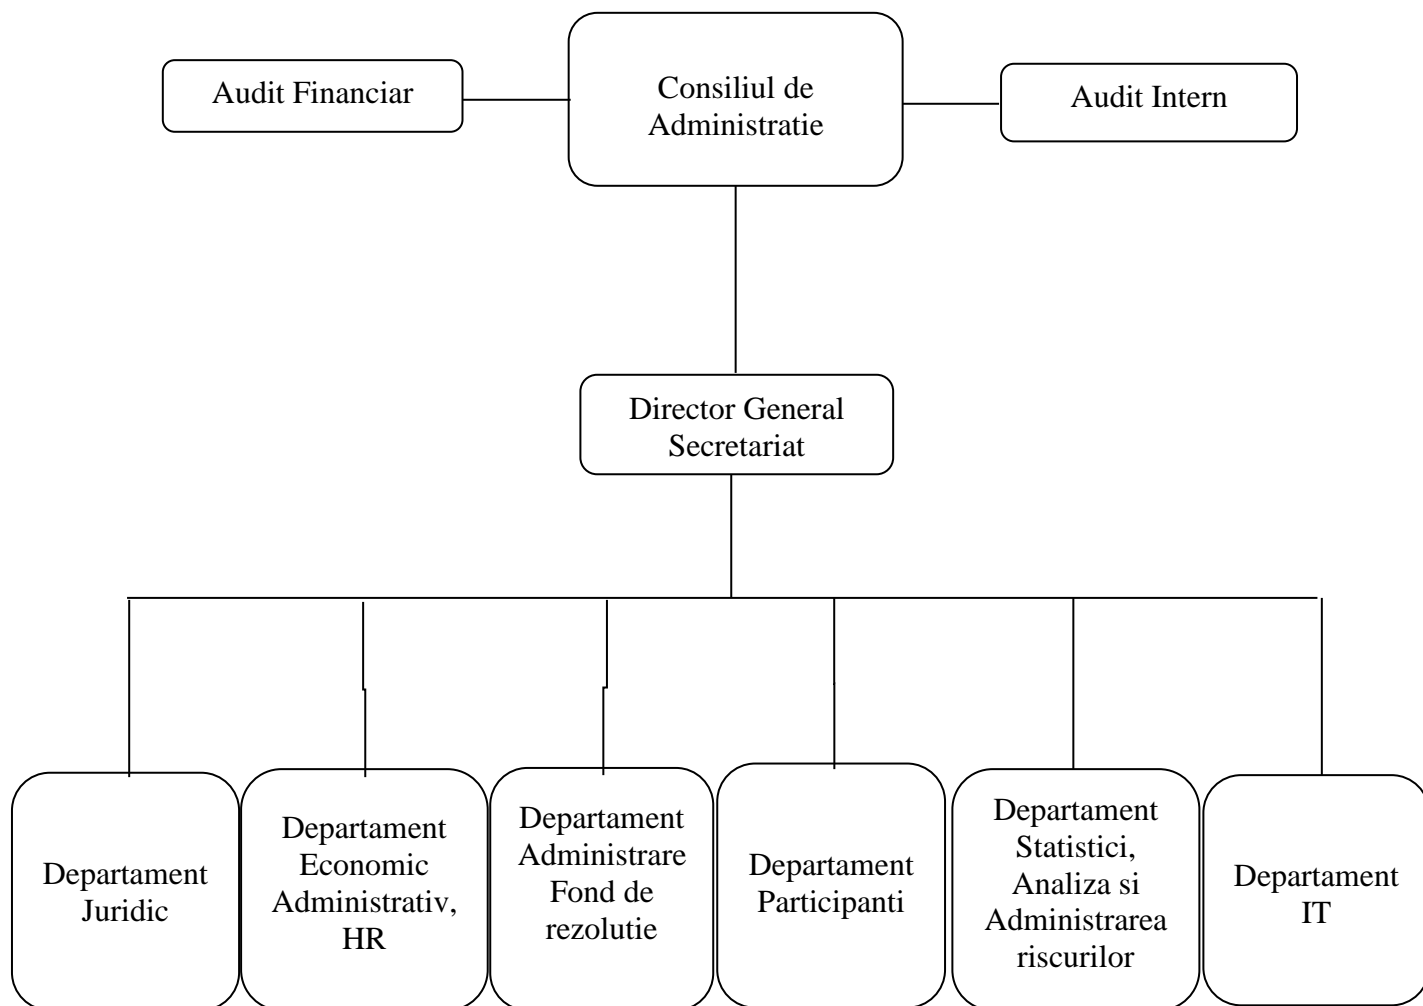 Audit Financiar
Consiliul de
Administratie
Audit Intern
Director General
Secretariat
Departament
Juridic
Departament
Economic
Administrativ,
HR
Departament
Administrare
Fond de
rezolutie
Departament
Participanti
Departament
Statistici,
Analiza si
Administrarea
riscurilor
Departament
IT